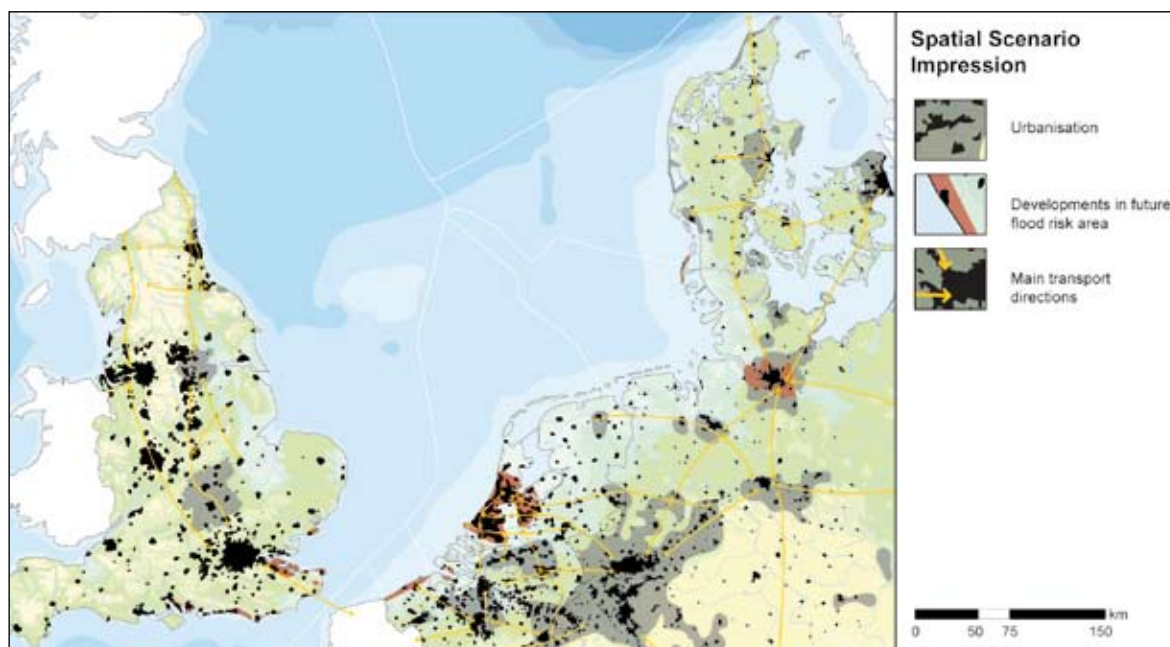 Spatial Scenario
Impression
Urbanisation
Developments in future
flood risk area
Main transport
directions
km
0 50 75 150